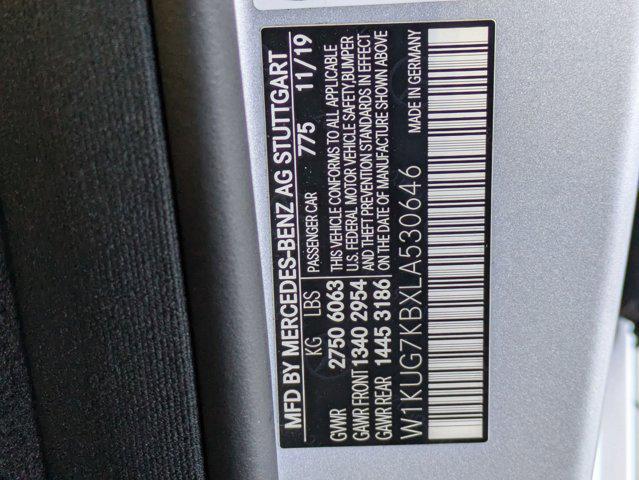 MFD BY MERCEDES-BENZ AG STUTTGART
KG LBS PASSENGER CAR 775 11/19
GVWR 2750 6063 THIS VEHICLE CONFORMS TO ALL APPLICABLE
U.S. FEDERAL MOTOR VEHICLE SAFETY,BUMPER
GAWR FRONT 1340 2954 AND THEFT PREVENTION STANDARDS IN EFFECT
GAWR REAR 1445 3186 ON THE DATE OF MANUFACTURE SHOWN ABOVE
W1KUG7KBXLA530646 MADE IN GERMANY